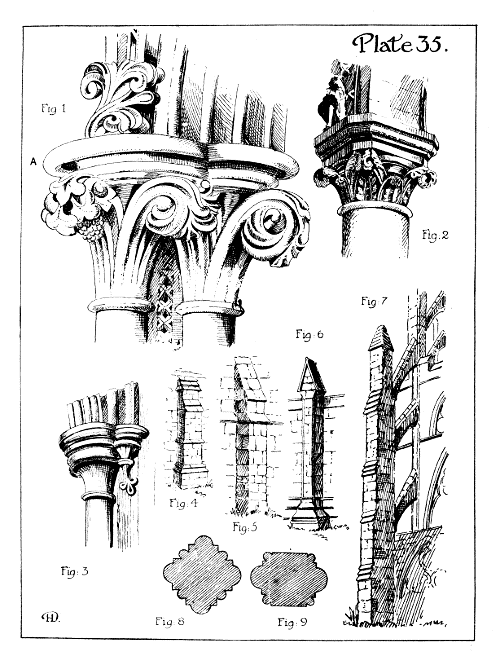 Plate 35.
Fig 1
A
Fig. 2
Fig. 7
Fig. 6
Fig. 4
Fig. 5
Fig: 3
Fig. 8
Fig. 9
HD.